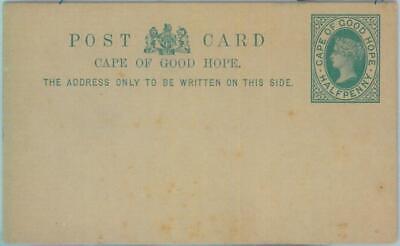 POST CARD
CAPE OF GOOD HOPE.
THE ADDRESS ONLY TO BE WRITTEN ON THIS SIDE.
CAPE OF GOOD HOPE
HALFPENNY